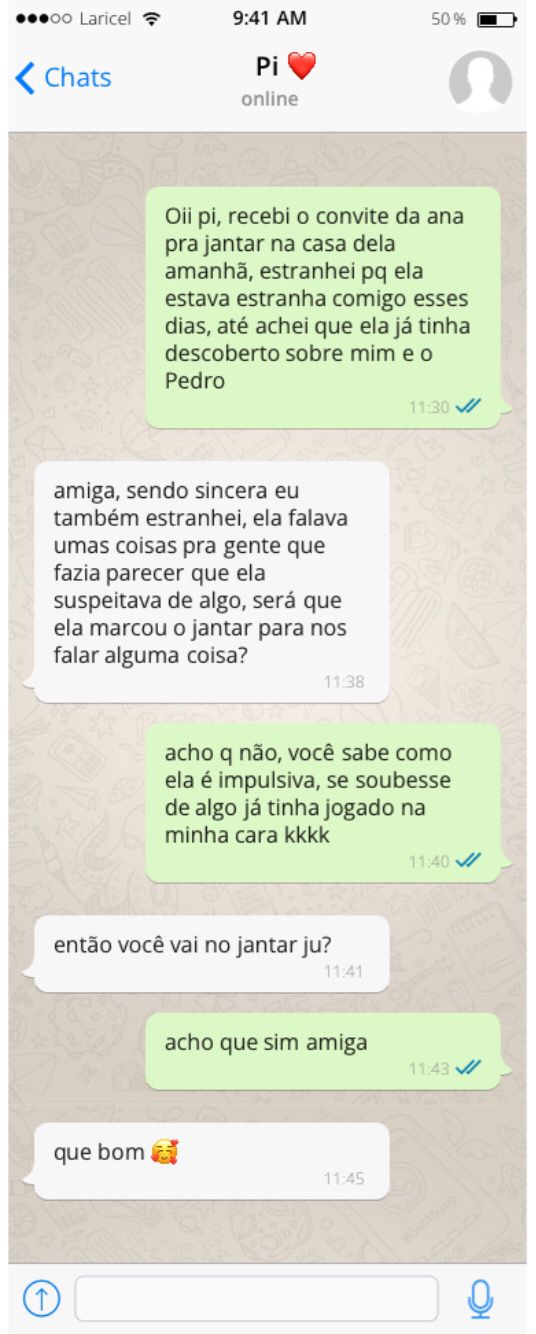 Laricel 9:41 AM 50%
Chats
Pi ❤️
online
Oii pi, recebi o convite da ana
pra jantar na casa dela
amanhã, estranhei pq ela
estava estranha comigo esses
dias, até achei que ela já tinha
descoberto sobre mim e o
Pedro
11:30
amiga, sendo sincera eu
também estranhei, ela falava
umas coisas pra gente que
fazia parecer que ela
suspeitava de algo, será que
ela marcou o jantar para nos
falar alguma coisa?
11:38
acho q não, você sabe como
ela é impulsiva, se soubesse
de algo já tinha jogado na
minha cara kkkk
11:40
então você vai no jantar ju?
11:41
acho que sim amiga
11:43
que bom 🥰
11:45